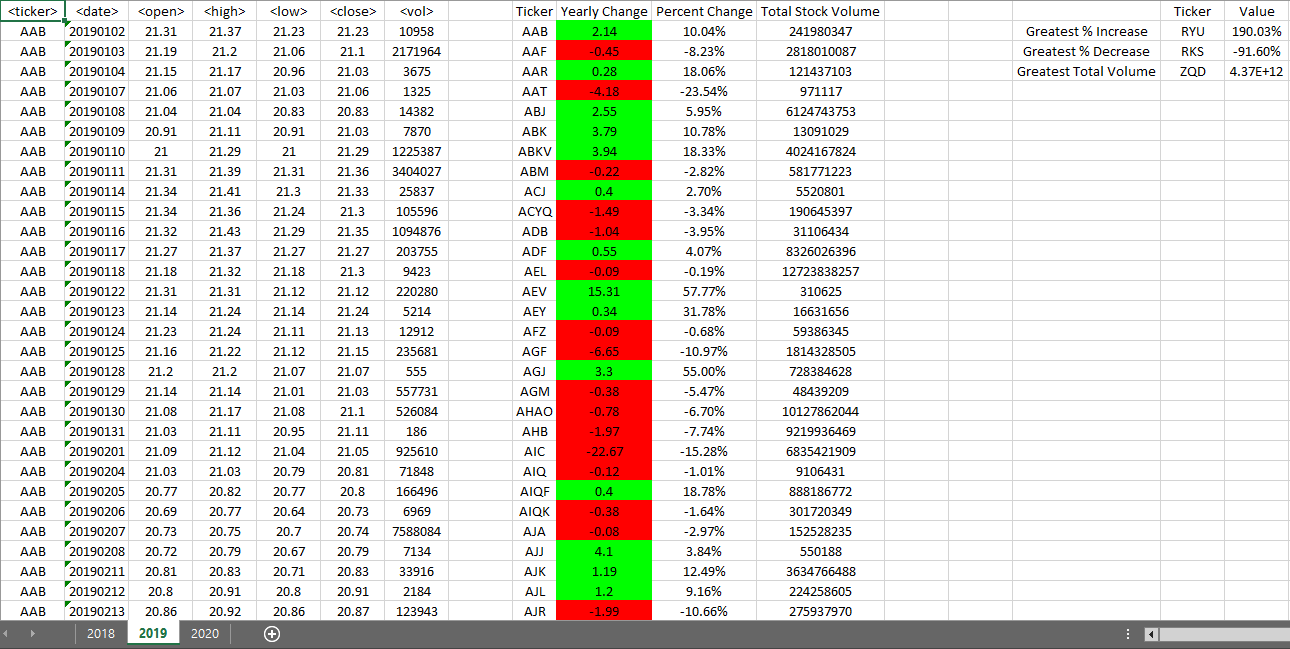 <ticker> <date> <open> <high> <low> <close> <vol> Ticker Yearly Change Percent Change Total Stock Volume Ticker Value
AAB 20190102 21.31 21.37 21.23 21.23 10958 AAB 2.14 10.04% 241980347 Greatest % Increase RYU 190.03%
AAB 20190103 21.19 21.2 21.06 21.1 2171964 AAF -0.45 -8.23% 2818010087 Greatest % Decrease RKS -91.60%
AAB 20190104 21.15 21.17 20.96 21.03 3675 AAR 0.28 18.06% 121437103 Greatest Total Volume ZQD 4.37E+12
AAB 20190107 21.06 21.07 21.03 21.06 1325 AAT -4.18 -23.54% 971117
AAB 20190108 21.04 21.04 20.83 20.83 14382 ABJ 2.55 5.95% 6124743753
AAB 20190109 20.91 21.11 20.91 21.03 7870 ABK 3.79 10.78% 13091029
AAB 20190110 21 21.29 21 21.29 1225387 ABKV 3.94 18.33% 4024167824
AAB 20190111 21.31 21.39 21.31 21.36 3404027 ABM -0.22 -2.82% 581771223
AAB 20190114 21.34 21.41 21.3 21.33 25837 ACJ 0.4 2.70% 5520801
AAB 20190115 21.34 21.36 21.24 21.3 105596 ACYQ -1.49 -3.34% 190645397
AAB 20190116 21.32 21.43 21.29 21.35 1094876 ADB -1.04 -3.95% 31106434
AAB 20190117 21.27 21.37 21.27 21.27 203755 ADF 0.55 4.07% 8326026396
AAB 20190118 21.18 21.32 21.18 21.3 9423 AEL -0.09 -0.19% 12723838257
AAB 20190122 21.31 21.31 21.12 21.12 220280 AEV 15.31 57.77% 310625
AAB 20190123 21.14 21.24 21.14 21.24 5214 AEY 0.34 31.78% 16631656
AAB 20190124 21.23 21.24 21.11 21.13 12912 AFZ -0.09 -0.68% 59386345
AAB 20190125 21.16 21.22 21.12 21.15 235681 AGF -6.65 -10.97% 1814328505
AAB 20190128 21.2 21.2 21.07 21.07 555 AGJ 3.3 55.00% 728384628
AAB 20190129 21.14 21.14 21.01 21.03 557731 AGM -0.38 -5.47% 48439209
AAB 20190130 21.08 21.17 21.08 21.1 526084 AHAO -0.78 -6.70% 10127862044
AAB 20190131 21.03 21.11 20.95 21.11 186 AHB -1.97 -7.74% 9219936469
AAB 20190201 21.09 21.12 21.04 21.05 925610 AIC -22.67 -15.28% 6835421909
AAB 20190204 21.03 21.03 20.79 20.81 71848 AIQ -0.12 -1.01% 9106431
AAB 20190205 20.77 20.82 20.77 20.8 166496 AIQF 0.4 18.78% 888186772
AAB 20190206 20.69 20.77 20.64 20.73 6969 AIQK -0.38 -1.64% 301720349
AAB 20190207 20.73 20.75 20.7 20.74 7588084 AJA -0.08 -2.97% 152528235
AAB 20190208 20.72 20.79 20.67 20.79 7134 AJJ 4.1 3.84% 550188
AAB 20190211 20.81 20.83 20.71 20.83 33916 AJK 1.19 12.49% 3634766488
AAB 20190212 20.8 20.91 20.8 20.91 2184 AJL 1.2 9.16% 224258605
AAB 20190213 20.86 20.92 20.86 20.87 123943 AJR -1.99 -10.66% 275937970
2018 2019 2020